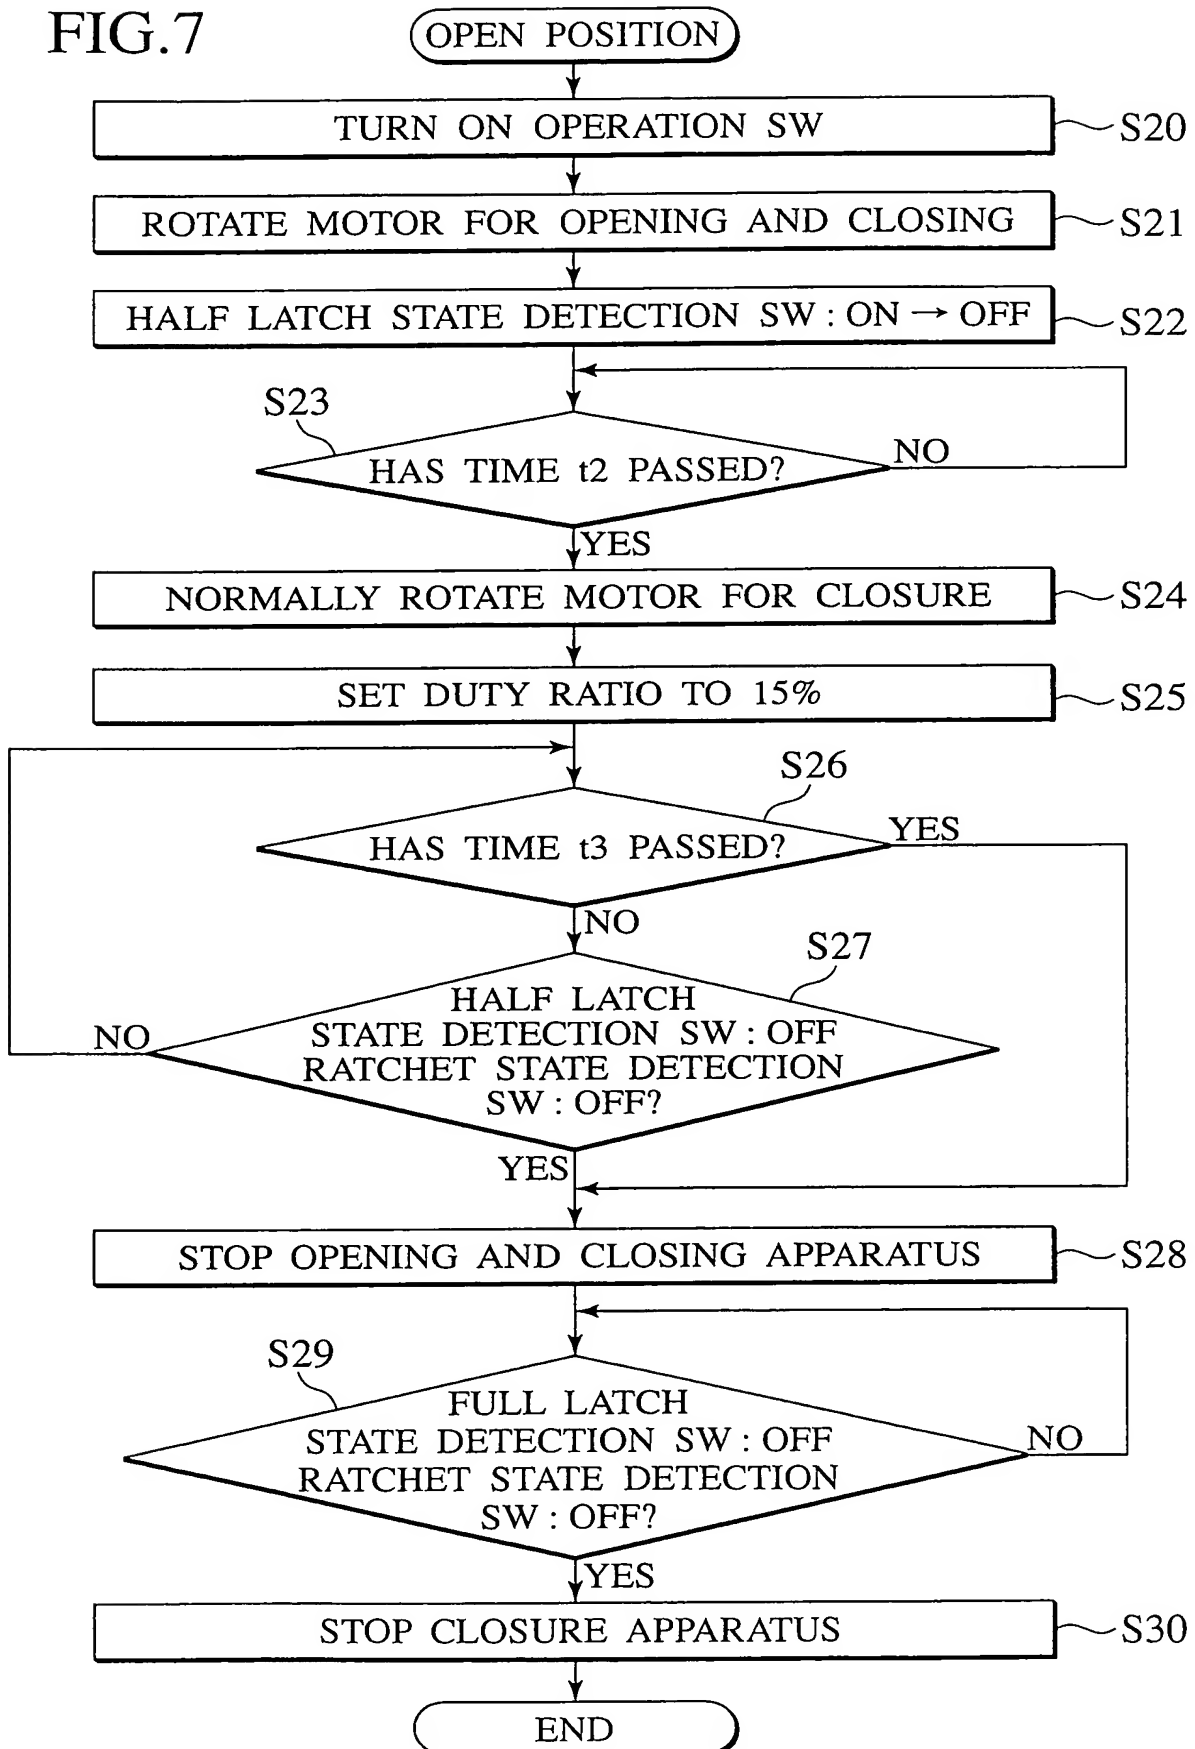 FIG.7
OPEN POSITION
TURN ON OPERATION SW
S20
ROTATE MOTOR FOR OPENING AND CLOSING
S21
HALF LATCH STATE DETECTION SW : ON → OFF
S22
S23
HAS TIME t2 PASSED?
NO
YES
NORMALLY ROTATE MOTOR FOR CLOSURE
S24
SET DUTY RATIO TO 15%
S25
S26
HAS TIME t3 PASSED?
YES
NO
S27
HALF LATCH
STATE DETECTION SW : OFF
RATCHET STATE DETECTION
SW : OFF?
NO
YES
STOP OPENING AND CLOSING APPARATUS
S28
S29
FULL LATCH
STATE DETECTION SW : OFF
RATCHET STATE DETECTION
SW : OFF?
NO
YES
STOP CLOSURE APPARATUS
S30
END